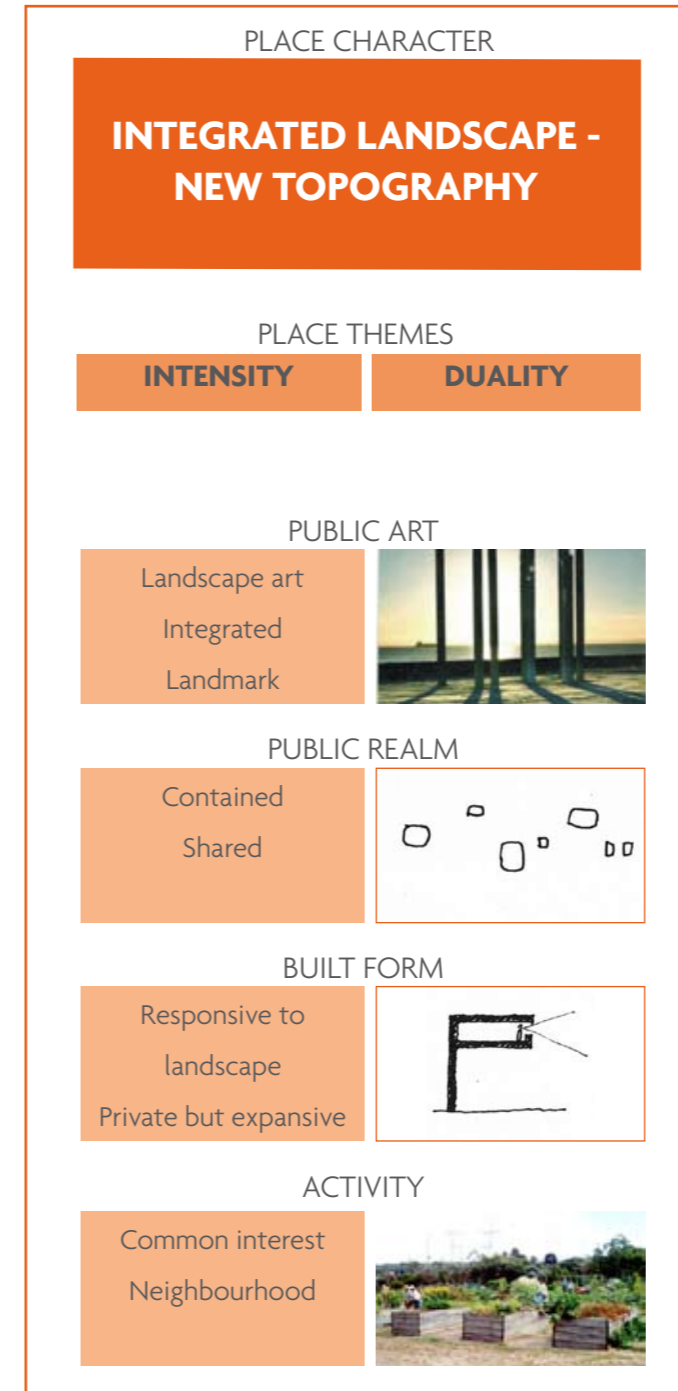 PLACE CHARACTER
INTEGRATED LANDSCAPE -
NEW TOPOGRAPHY
PLACE THEMES
INTENSITY
DUALITY
PUBLIC ART
Landscape art
Integrated
Landmark
PUBLIC REALM
Contained
Shared
BUILT FORM
Responsive to
landscape
Private but expansive
ACTIVITY
Common interest
Neighbourhood